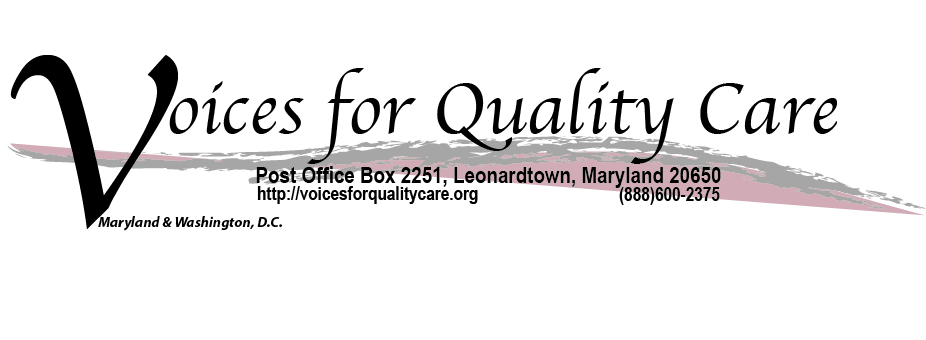 Voices for Quality Care
Post Office Box 2251, Leonardtown, Maryland 20650
http://voicesforqualitycare.org (888)600-2375
Maryland & Washington, D.C.